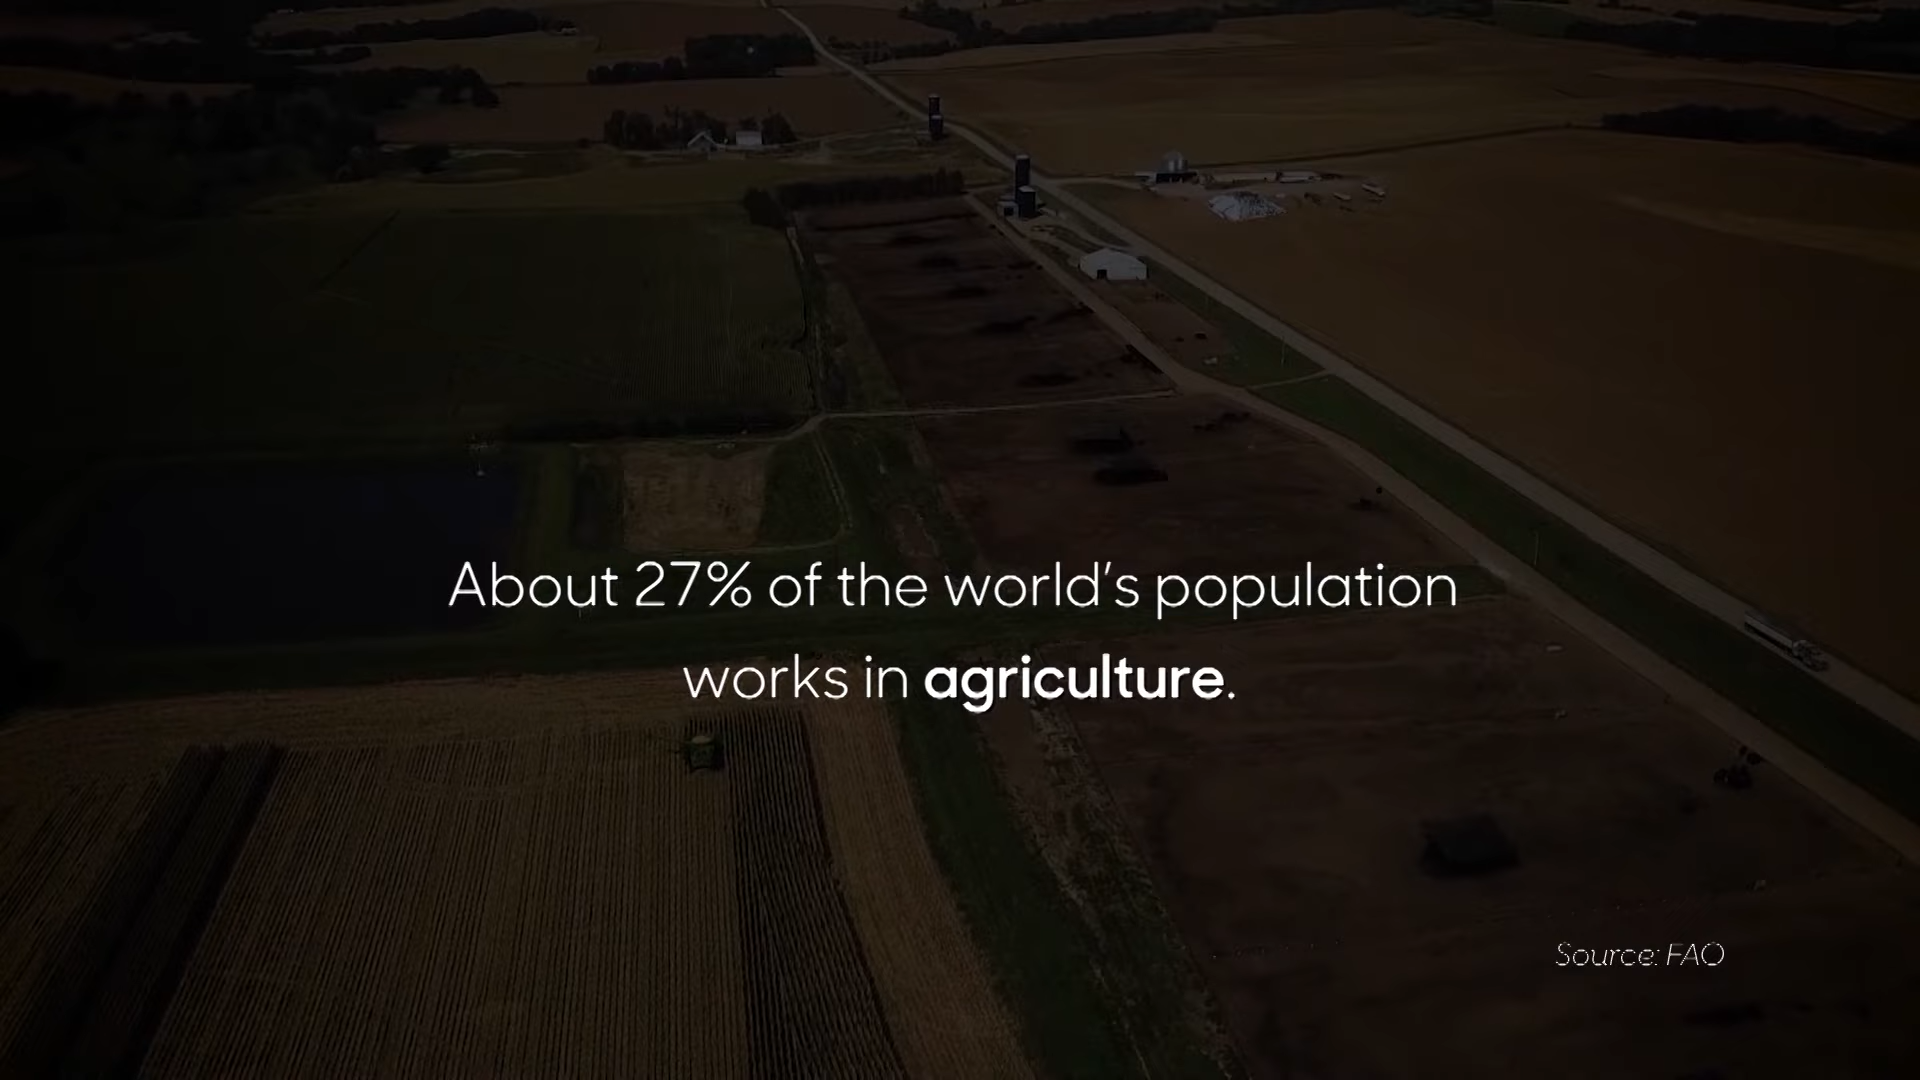 About 27% of the world's population
works in agriculture.
Source: FAO